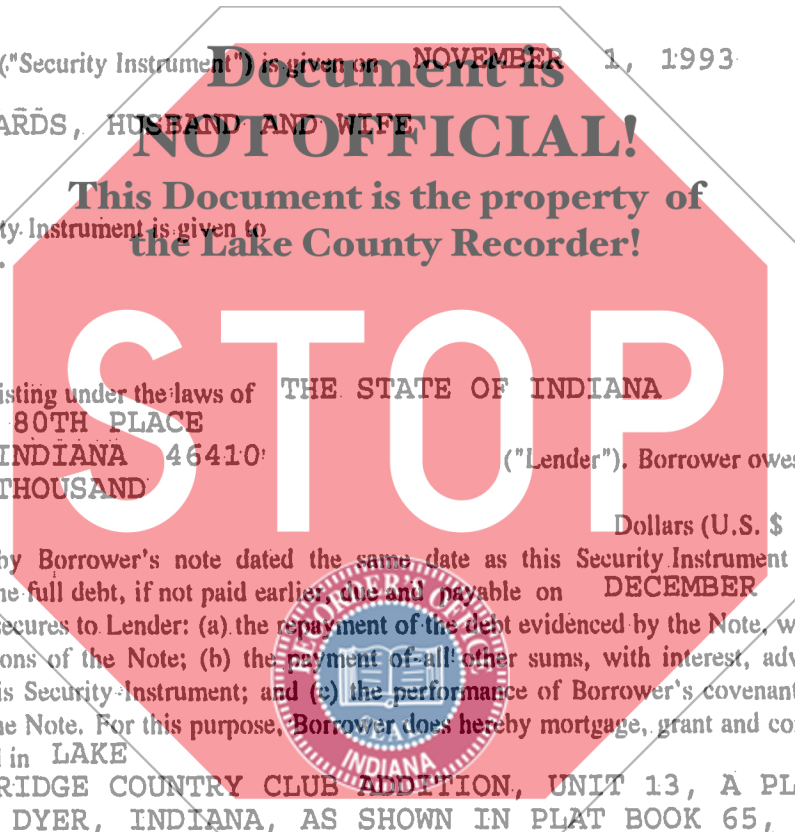 ("Security Instrument") is given on NOVEMBER 1, 1993
Document is
ARDS, HUSBAND AND WIFE
NOT OFFICIAL!
This Document is the property of
ty Instrument is given to
the Lake County Recorder!
STOP
isting under the laws of THE STATE OF INDIANA
80TH PLACE
INDIANA 46410 ("Lender"). Borrower owes
THOUSAND
Dollars (U.S. $
by Borrower's note dated the same date as this Security Instrument
he full debt, if not paid earlier, due and payable on DECEMBER
secures to Lender: (a) the repayment of the debt evidenced by the Note, w
ons of the Note; (b) the payment of all other sums, with interest, adv
is Security Instrument; and (c) the performance of Borrower's covenant
he Note. For this purpose, Borrower does hereby mortgage, grant and co
d in LAKE
RIDGE COUNTRY CLUB ADDITION, UNIT 13, A PL
DYER, INDIANA, AS SHOWN IN PLAT BOOK 65,
INDIANA